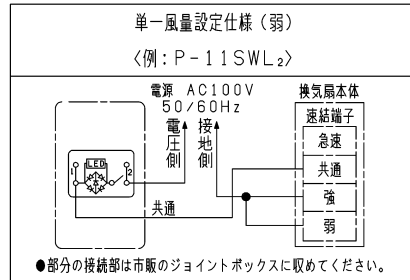 単一風量設定仕様（弱）
〈例：P-11SWL₂〉
電源 AC100V
50/60Hz
電圧側
接地側
換気扇本体
速結端子
急速
共通
強
弱
LED
1
2
共通
●部分の接続部は市販のジョイントボックスに収めてください。